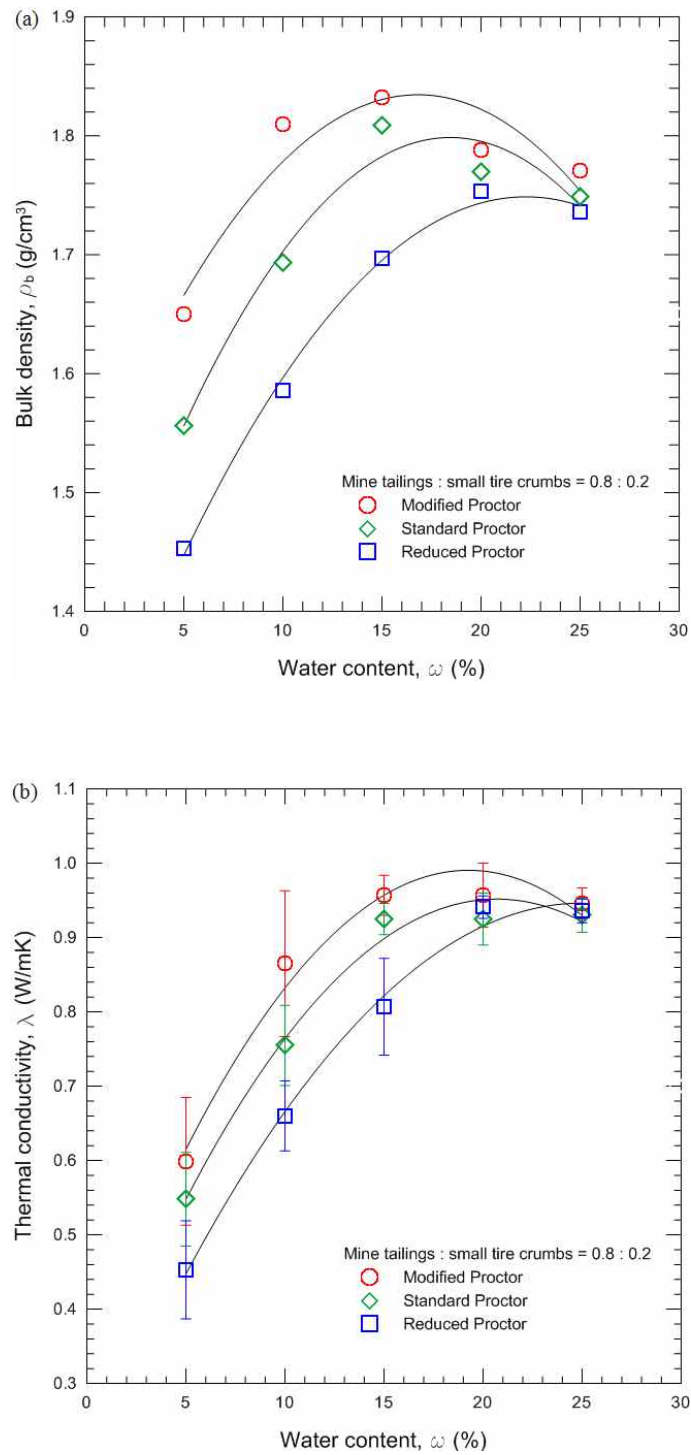 (a)
1.9
1.8
1.7
1.6
1.5
1.4
Bulk density, ρb (g/cm³)
Mine tailings : small tire crumbs = 0.8 : 0.2
Modified Proctor
Standard Proctor
Reduced Proctor
0 5 10 15 20 25 30
Water content, ω (%)
(b)
1.1
1.0
0.9
0.8
0.7
0.6
0.5
0.4
0.3
Thermal conductivity, λ (W/mK)
Mine tailings : small tire crumbs = 0.8 : 0.2
Modified Proctor
Standard Proctor
Reduced Proctor
0 5 10 15 20 25 30
Water content, ω (%)